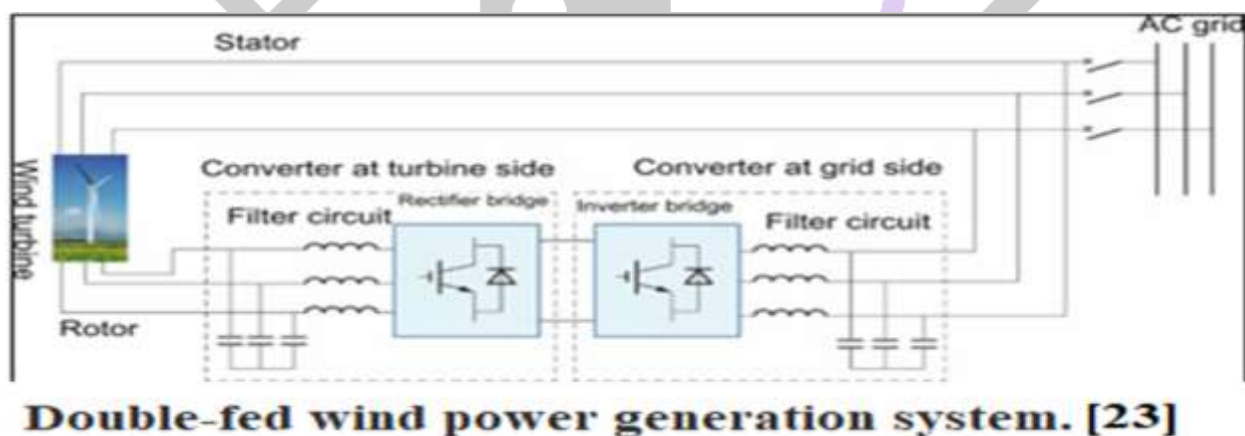 AC grid
Stator
Wind turbine
Converter at turbine side
Converter at grid side
Rectifier bridge
Inverter bridge
Filter circuit
Filter circuit
Rotor
Double-fed wind power generation system. [23]